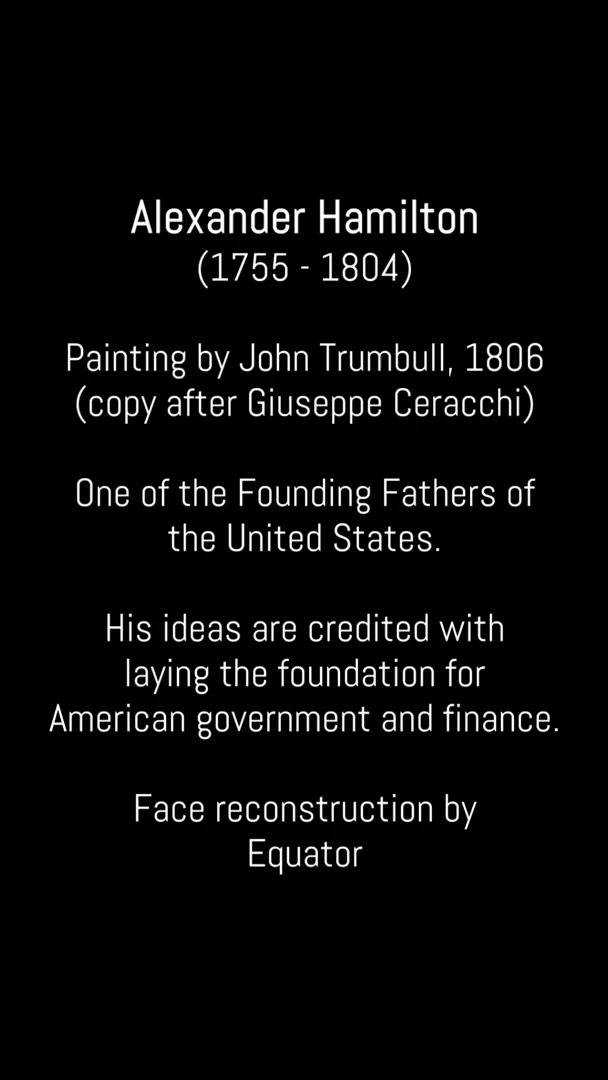 Alexander Hamilton
(1755 - 1804)
Painting by John Trumbull, 1806
(copy after Giuseppe Ceracchi)
One of the Founding Fathers of
the United States.
His ideas are credited with
laying the foundation for
American government and finance.
Face reconstruction by
Equator